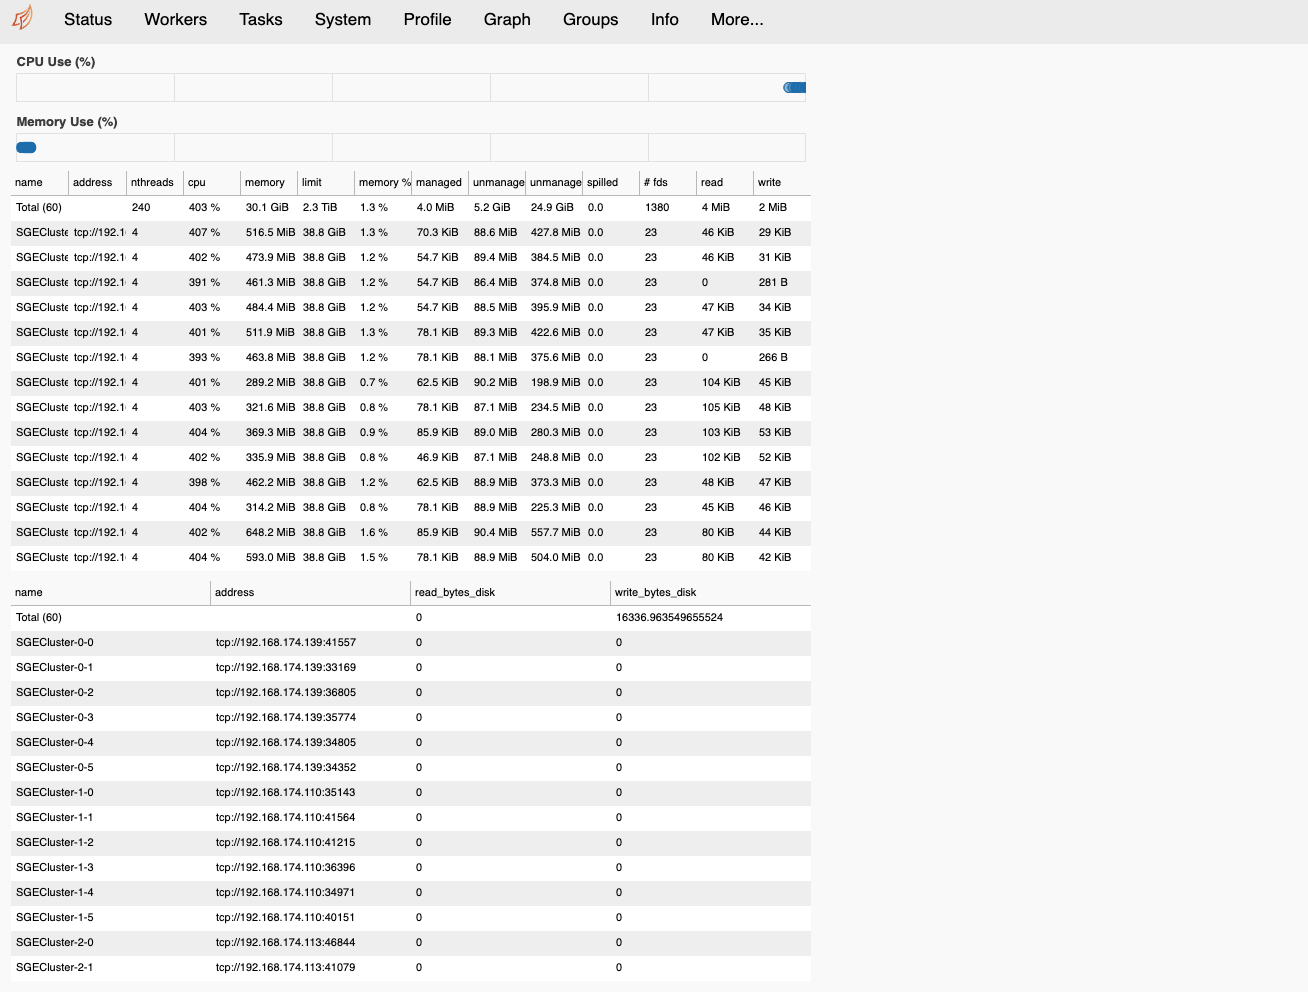 Status Workers Tasks System Profile Graph Groups Info More...
CPU Use (%)
Memory Use (%)
name address nthreads cpu memory limit memory % managed unmanage unmanage spilled # fds read write
Total (60) 240 403 % 30.1 GiB 2.3 TiB 1.3 % 4.0 MiB 5.2 GiB 24.9 GiB 0.0 1380 4 MiB 2 MiB
SGECluste tcp://192.1 4 407 % 516.5 MiB 38.8 GiB 1.3 % 70.3 KiB 88.6 MiB 427.8 MiB 0.0 23 46 KiB 29 KiB
SGECluste tcp://192.1 4 402 % 473.9 MiB 38.8 GiB 1.2 % 54.7 KiB 89.4 MiB 384.5 MiB 0.0 23 46 KiB 31 KiB
SGECluste tcp://192.1 4 391 % 461.3 MiB 38.8 GiB 1.2 % 54.7 KiB 86.4 MiB 374.8 MiB 0.0 23 0 281 B
SGECluste tcp://192.1 4 403 % 484.4 MiB 38.8 GiB 1.2 % 54.7 KiB 88.5 MiB 395.9 MiB 0.0 23 47 KiB 34 KiB
SGECluste tcp://192.1 4 401 % 511.9 MiB 38.8 GiB 1.3 % 78.1 KiB 89.3 MiB 422.6 MiB 0.0 23 47 KiB 35 KiB
SGECluste tcp://192.1 4 393 % 463.8 MiB 38.8 GiB 1.2 % 78.1 KiB 88.1 MiB 375.6 MiB 0.0 23 0 266 B
SGECluste tcp://192.1 4 401 % 289.2 MiB 38.8 GiB 0.7 % 62.5 KiB 90.2 MiB 198.9 MiB 0.0 23 104 KiB 45 KiB
SGECluste tcp://192.1 4 403 % 321.6 MiB 38.8 GiB 0.8 % 78.1 KiB 87.1 MiB 234.5 MiB 0.0 23 105 KiB 48 KiB
SGECluste tcp://192.1 4 404 % 369.3 MiB 38.8 GiB 0.9 % 85.9 KiB 89.0 MiB 280.3 MiB 0.0 23 103 KiB 53 KiB
SGECluste tcp://192.1 4 402 % 335.9 MiB 38.8 GiB 0.8 % 46.9 KiB 87.1 MiB 248.8 MiB 0.0 23 102 KiB 52 KiB
SGECluste tcp://192.1 4 398 % 462.2 MiB 38.8 GiB 1.2 % 62.5 KiB 88.9 MiB 373.3 MiB 0.0 23 48 KiB 47 KiB
SGECluste tcp://192.1 4 404 % 314.2 MiB 38.8 GiB 0.8 % 78.1 KiB 88.9 MiB 225.3 MiB 0.0 23 45 KiB 46 KiB
SGECluste tcp://192.1 4 402 % 648.2 MiB 38.8 GiB 1.6 % 85.9 KiB 90.4 MiB 557.7 MiB 0.0 23 80 KiB 44 KiB
SGECluste tcp://192.1 4 404 % 593.0 MiB 38.8 GiB 1.5 % 78.1 KiB 88.9 MiB 504.0 MiB 0.0 23 80 KiB 42 KiB
name address read_bytes_disk write_bytes_disk
Total (60) 0 16336.963549655524
SGECluster-0-0 tcp://192.168.174.139:41557 0 0
SGECluster-0-1 tcp://192.168.174.139:33169 0 0
SGECluster-0-2 tcp://192.168.174.139:36805 0 0
SGECluster-0-3 tcp://192.168.174.139:35774 0 0
SGECluster-0-4 tcp://192.168.174.139:34805 0 0
SGECluster-0-5 tcp://192.168.174.139:34352 0 0
SGECluster-1-0 tcp://192.168.174.110:35143 0 0
SGECluster-1-1 tcp://192.168.174.110:41564 0 0
SGECluster-1-2 tcp://192.168.174.110:41215 0 0
SGECluster-1-3 tcp://192.168.174.110:36396 0 0
SGECluster-1-4 tcp://192.168.174.110:34971 0 0
SGECluster-1-5 tcp://192.168.174.110:40151 0 0
SGECluster-2-0 tcp://192.168.174.113:46844 0 0
SGECluster-2-1 tcp://192.168.174.113:41079 0 0